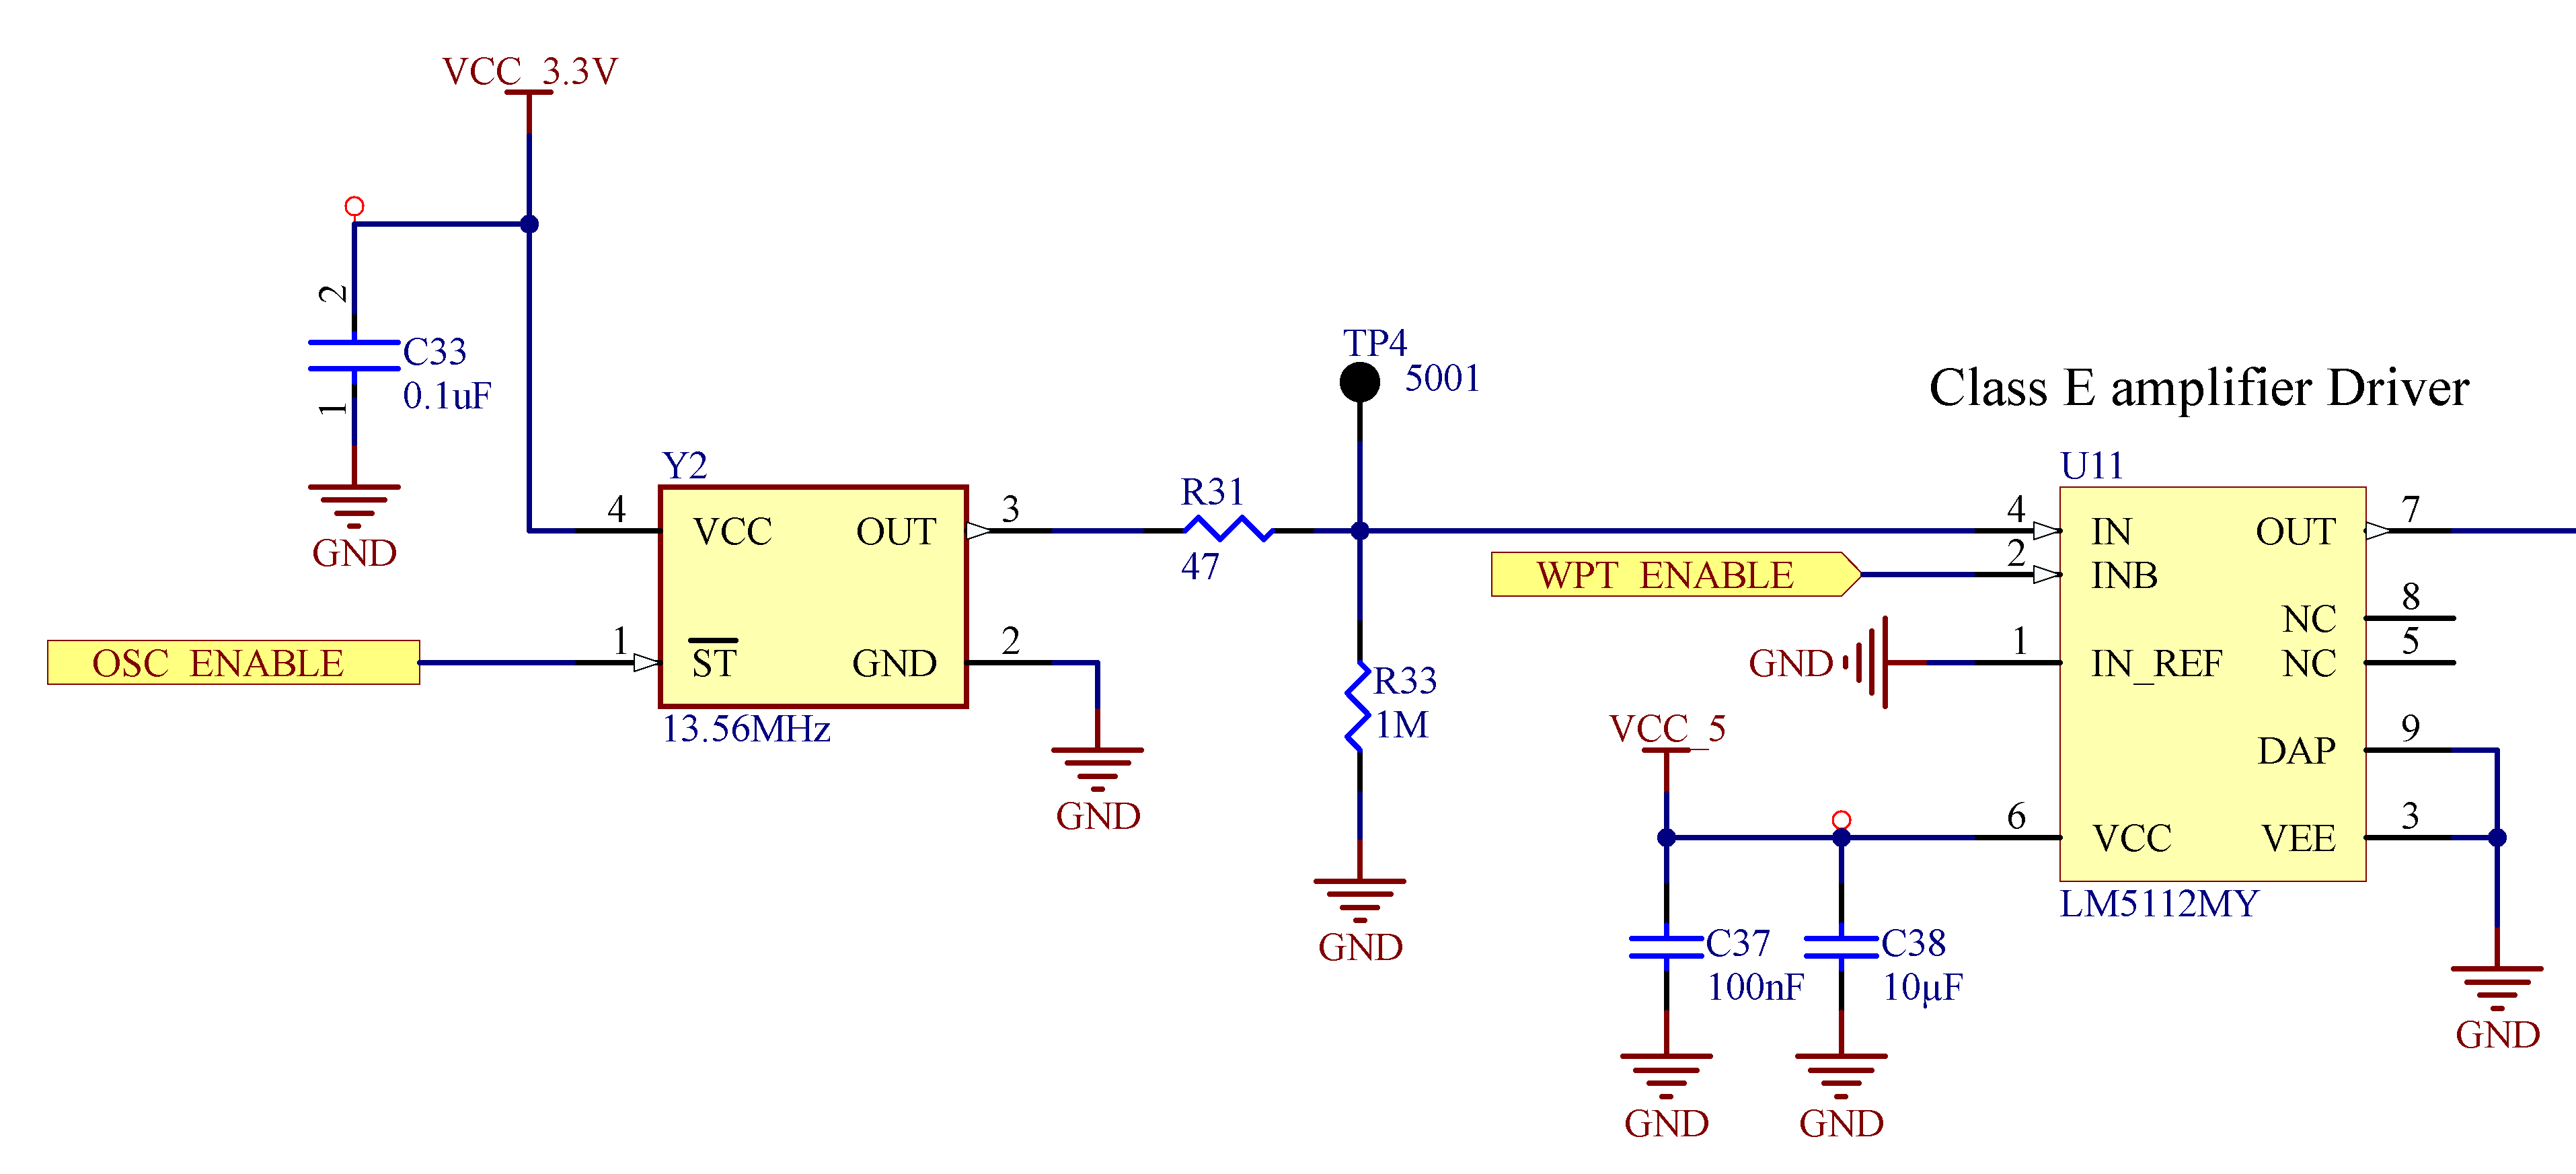 VCC_3.3V
2
C33
0.1uF
1
GND
TP4
5001
Class E amplifier Driver
Y2
4
VCC
OUT
3
R31
47
OSC_ENABLE
1
ST
GND
2
13.56MHz
GND
R33
1M
GND
U11
4
IN
OUT
7
WPT_ENABLE
2
INB
NC
8
GND
1
IN_REF
NC
5
DAP
9
VCC_5
6
VCC
VEE
3
LM5112MY
C37
100nF
C38
10µF
GND
GND
GND